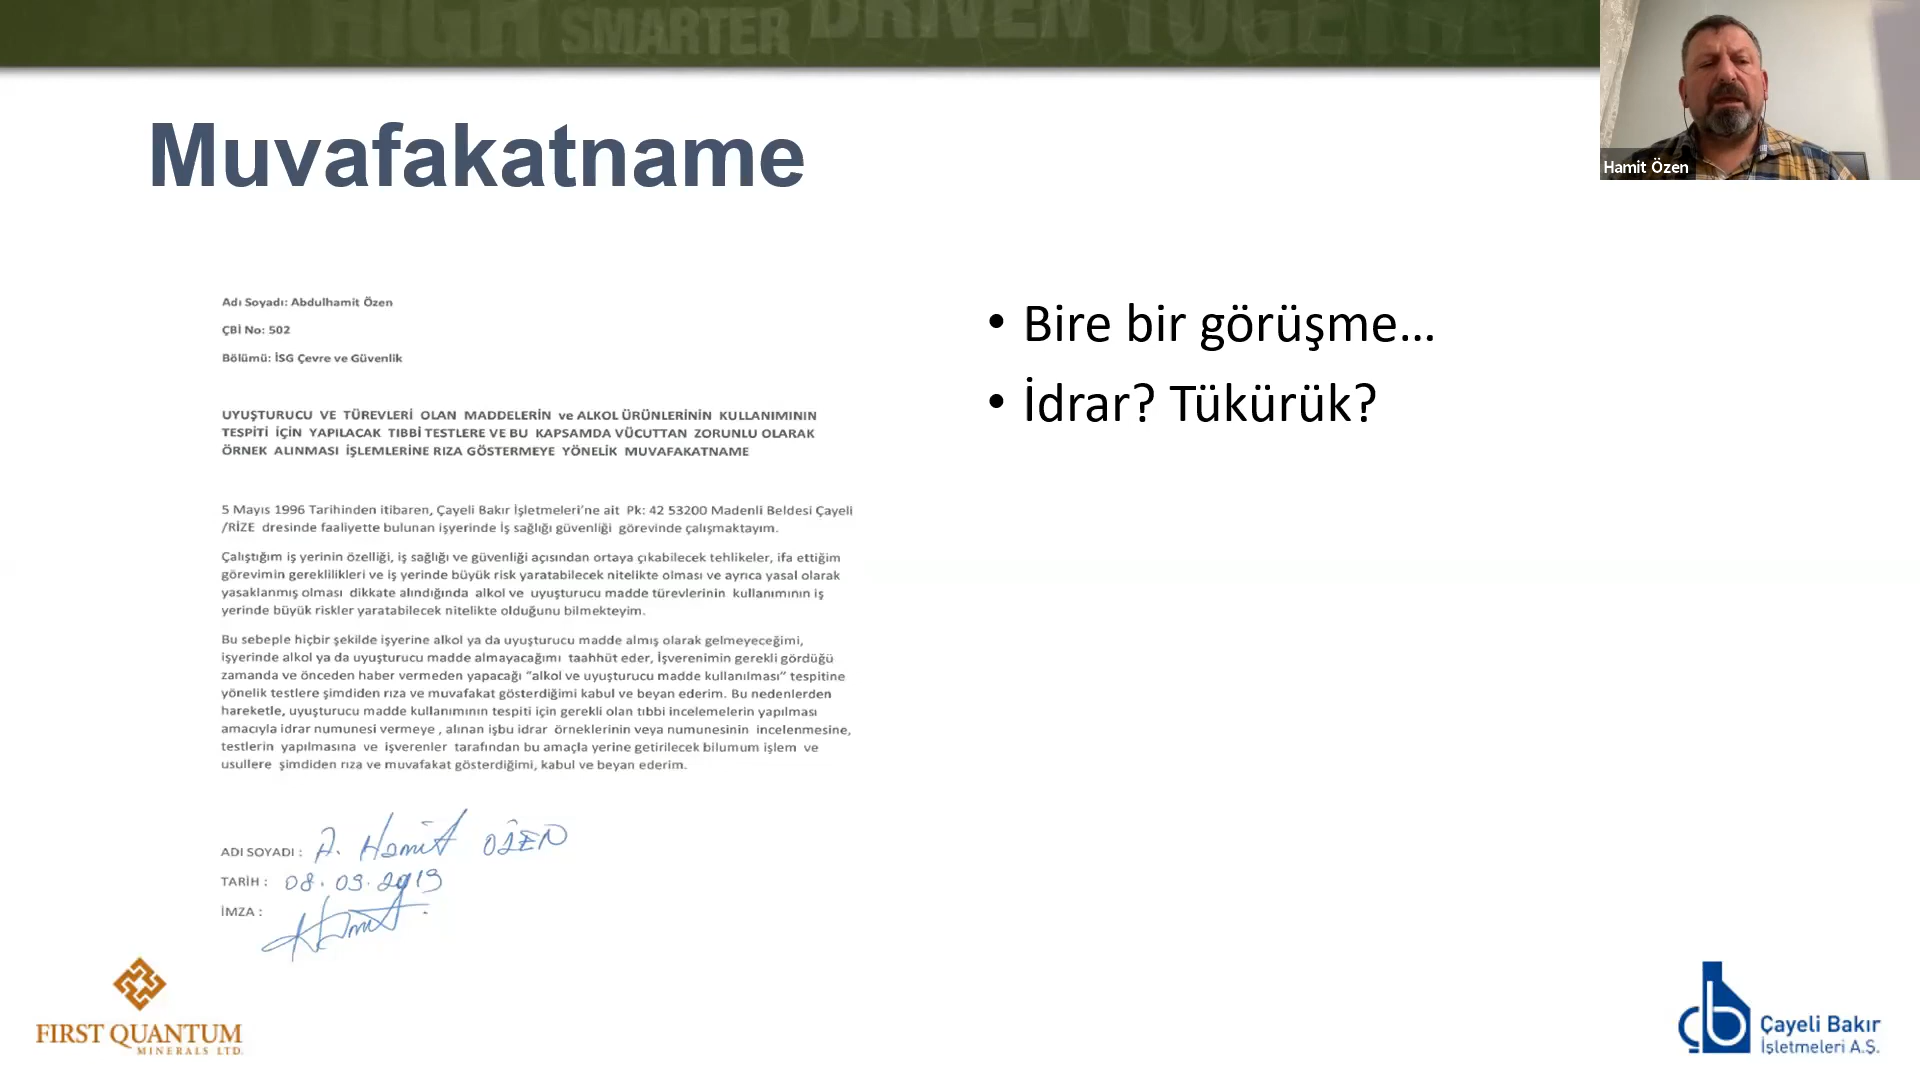 HIGH
SMARTER
DRIVEN
TOGETHER
Hamit Özen
Muvafakatname
Adı Soyadı: Abdulhamit Özen
ÇBİ No: 502
Bölümü: İSG Çevre ve Güvenlik
UYUŞTURUCU VE TÜREVLERİ OLAN MADDELERİN ve ALKOL ÜRÜNLERİNİN KULLANIMININ
TESPİTİ İÇİN YAPILACAK TIBBİ TESTLERE VE BU KAPSAMDA VÜCUTTAN ZORUNLU OLARAK
ÖRNEK ALINMASI İŞLEMLERİNE RIZA GÖSTERMEYE YÖNELİK MUVAFAKATNAME
5 Mayıs 1996 Tarihinden itibaren, Çayeli Bakır İşletmeleri’ne ait Pk: 42 53200 Madenli Beldesi Çayeli
/RİZE dresinde faaliyette bulunan işyerinde İş sağlığı güvenliği görevinde çalışmaktayım.
Çalıştığım iş yerinin özelliği, iş sağlığı ve güvenliği açısından ortaya çıkabilecek tehlikeler, ifa ettiğim
görevimin gereklilikleri ve iş yerinde büyük risk yaratabilecek nitelikte olması ve ayrıca yasal olarak
yasaklanmış olması dikkate alındığında alkol ve uyuşturucu madde türevlerinin kullanımının iş
yerinde büyük riskler yaratabilecek nitelikte olduğunu bilmekteyim.
Bu sebeple hiçbir şekilde işyerine alkol ya da uyuşturucu madde almış olarak gelmeyeceğimi,
işyerinde alkol ya da uyuşturucu madde almayacağımı taahhüt eder, İşverenimin gerekli gördüğü
zamanda ve önceden haber vermeden yapacağı “alkol ve uyuşturucu madde kullanılması” tespitine
yönelik testlere şimdiden rıza ve muvafakat gösterdiğimi kabul ve beyan ederim. Bu nedenlerden
hareketle, uyuşturucu madde kullanımının tespiti için gerekli olan tıbbi incelemelerin yapılması
amacıyla idrar numunesi vermeye , alınan işbu idrar örneklerinin veya numunesinin incelenmesine,
testlerin yapılmasına ve işverenler tarafından bu amaçla yerine getirilecek bilumum işlem ve
usullere şimdiden rıza ve muvafakat gösterdiğimi, kabul ve beyan ederim.
ADI SOYADI : A. Hamit ÖZEN
TARİH : 08.03.2013
İMZA :
• Bire bir görüşme…
• İdrar? Tükürük?
FIRST QUANTUM
MINERALS LTD.
Çayeli Bakır
İşletmeleri A.Ş.